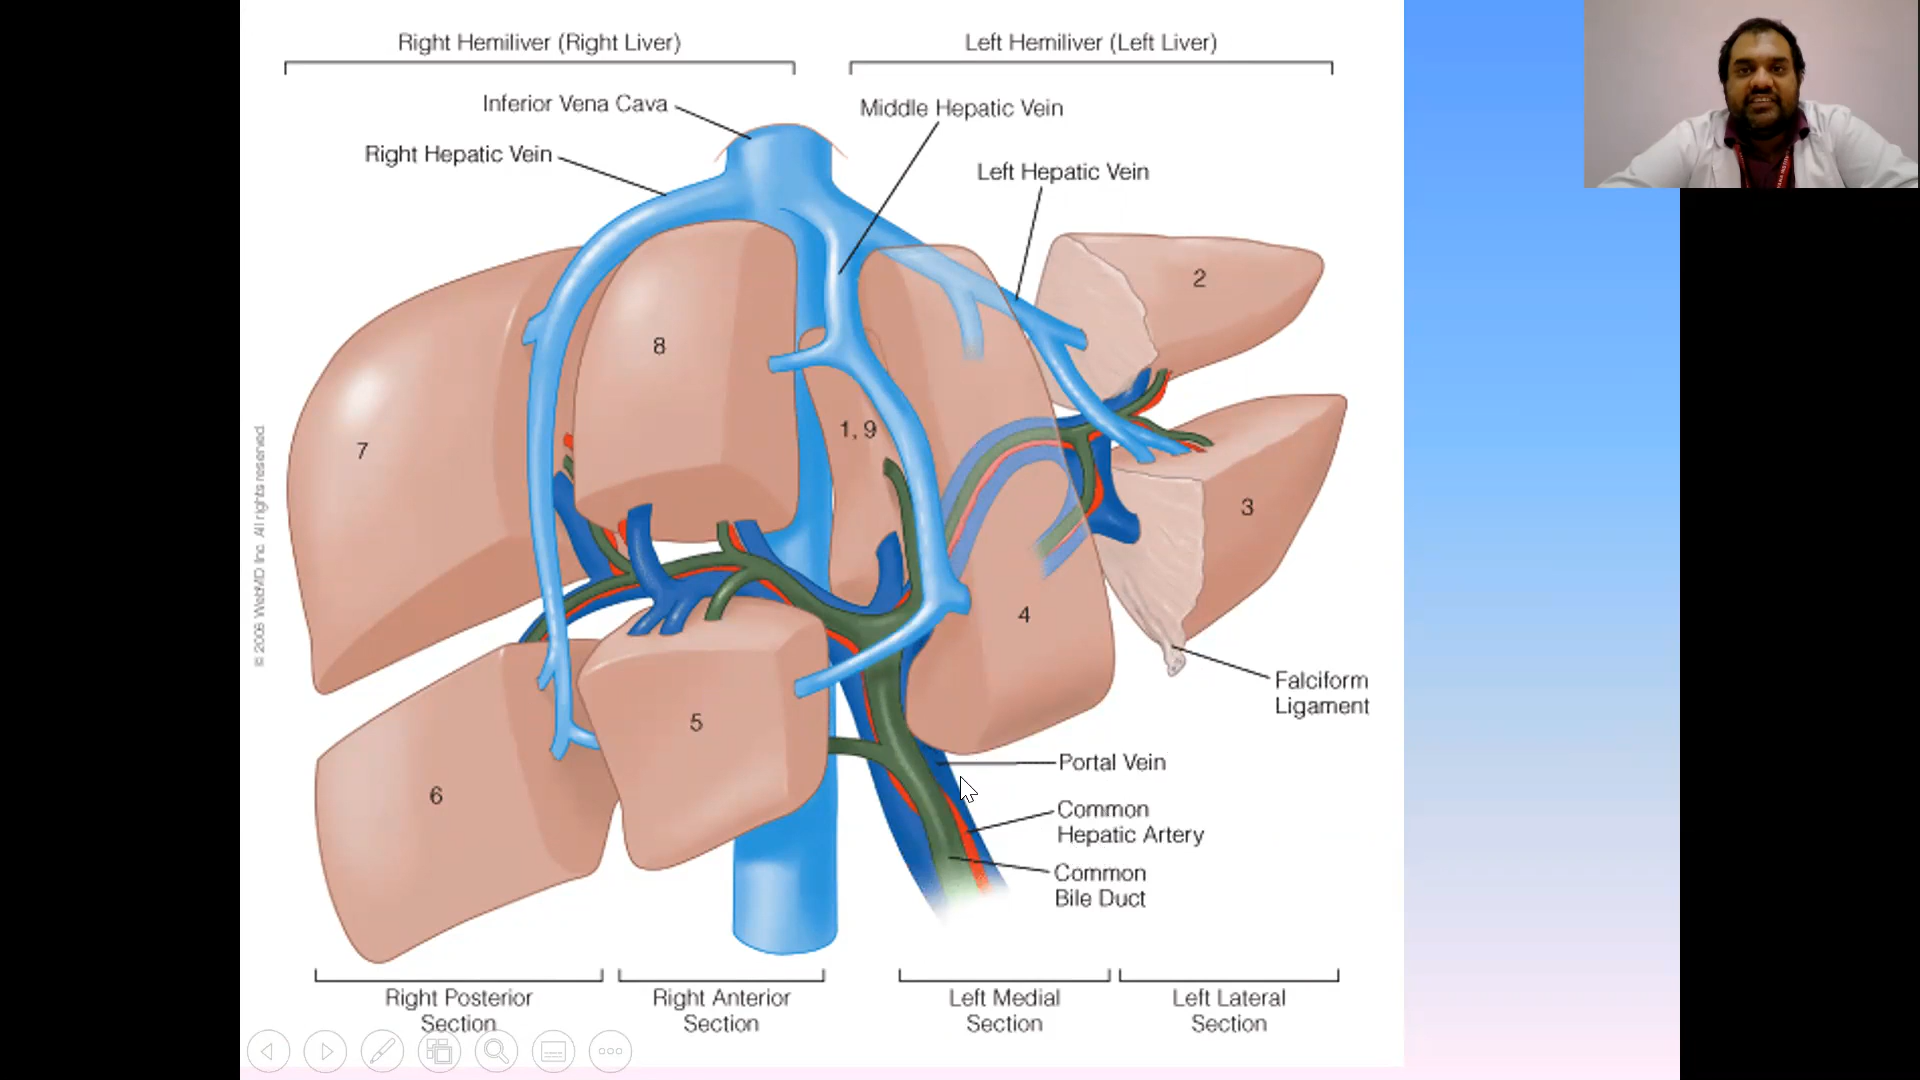 Right Hemiliver (Right Liver)
Left Hemiliver (Left Liver)
Inferior Vena Cava
Middle Hepatic Vein
Right Hepatic Vein
Left Hepatic Vein
2
8
7
1, 9
3
4
5
6
Falciform
Ligament
Portal Vein
Common
Hepatic Artery
Common
Bile Duct
© 2006 WebMD Inc. All rights reserved.
Right Posterior
Section
Right Anterior
Section
Left Medial
Section
Left Lateral
Section